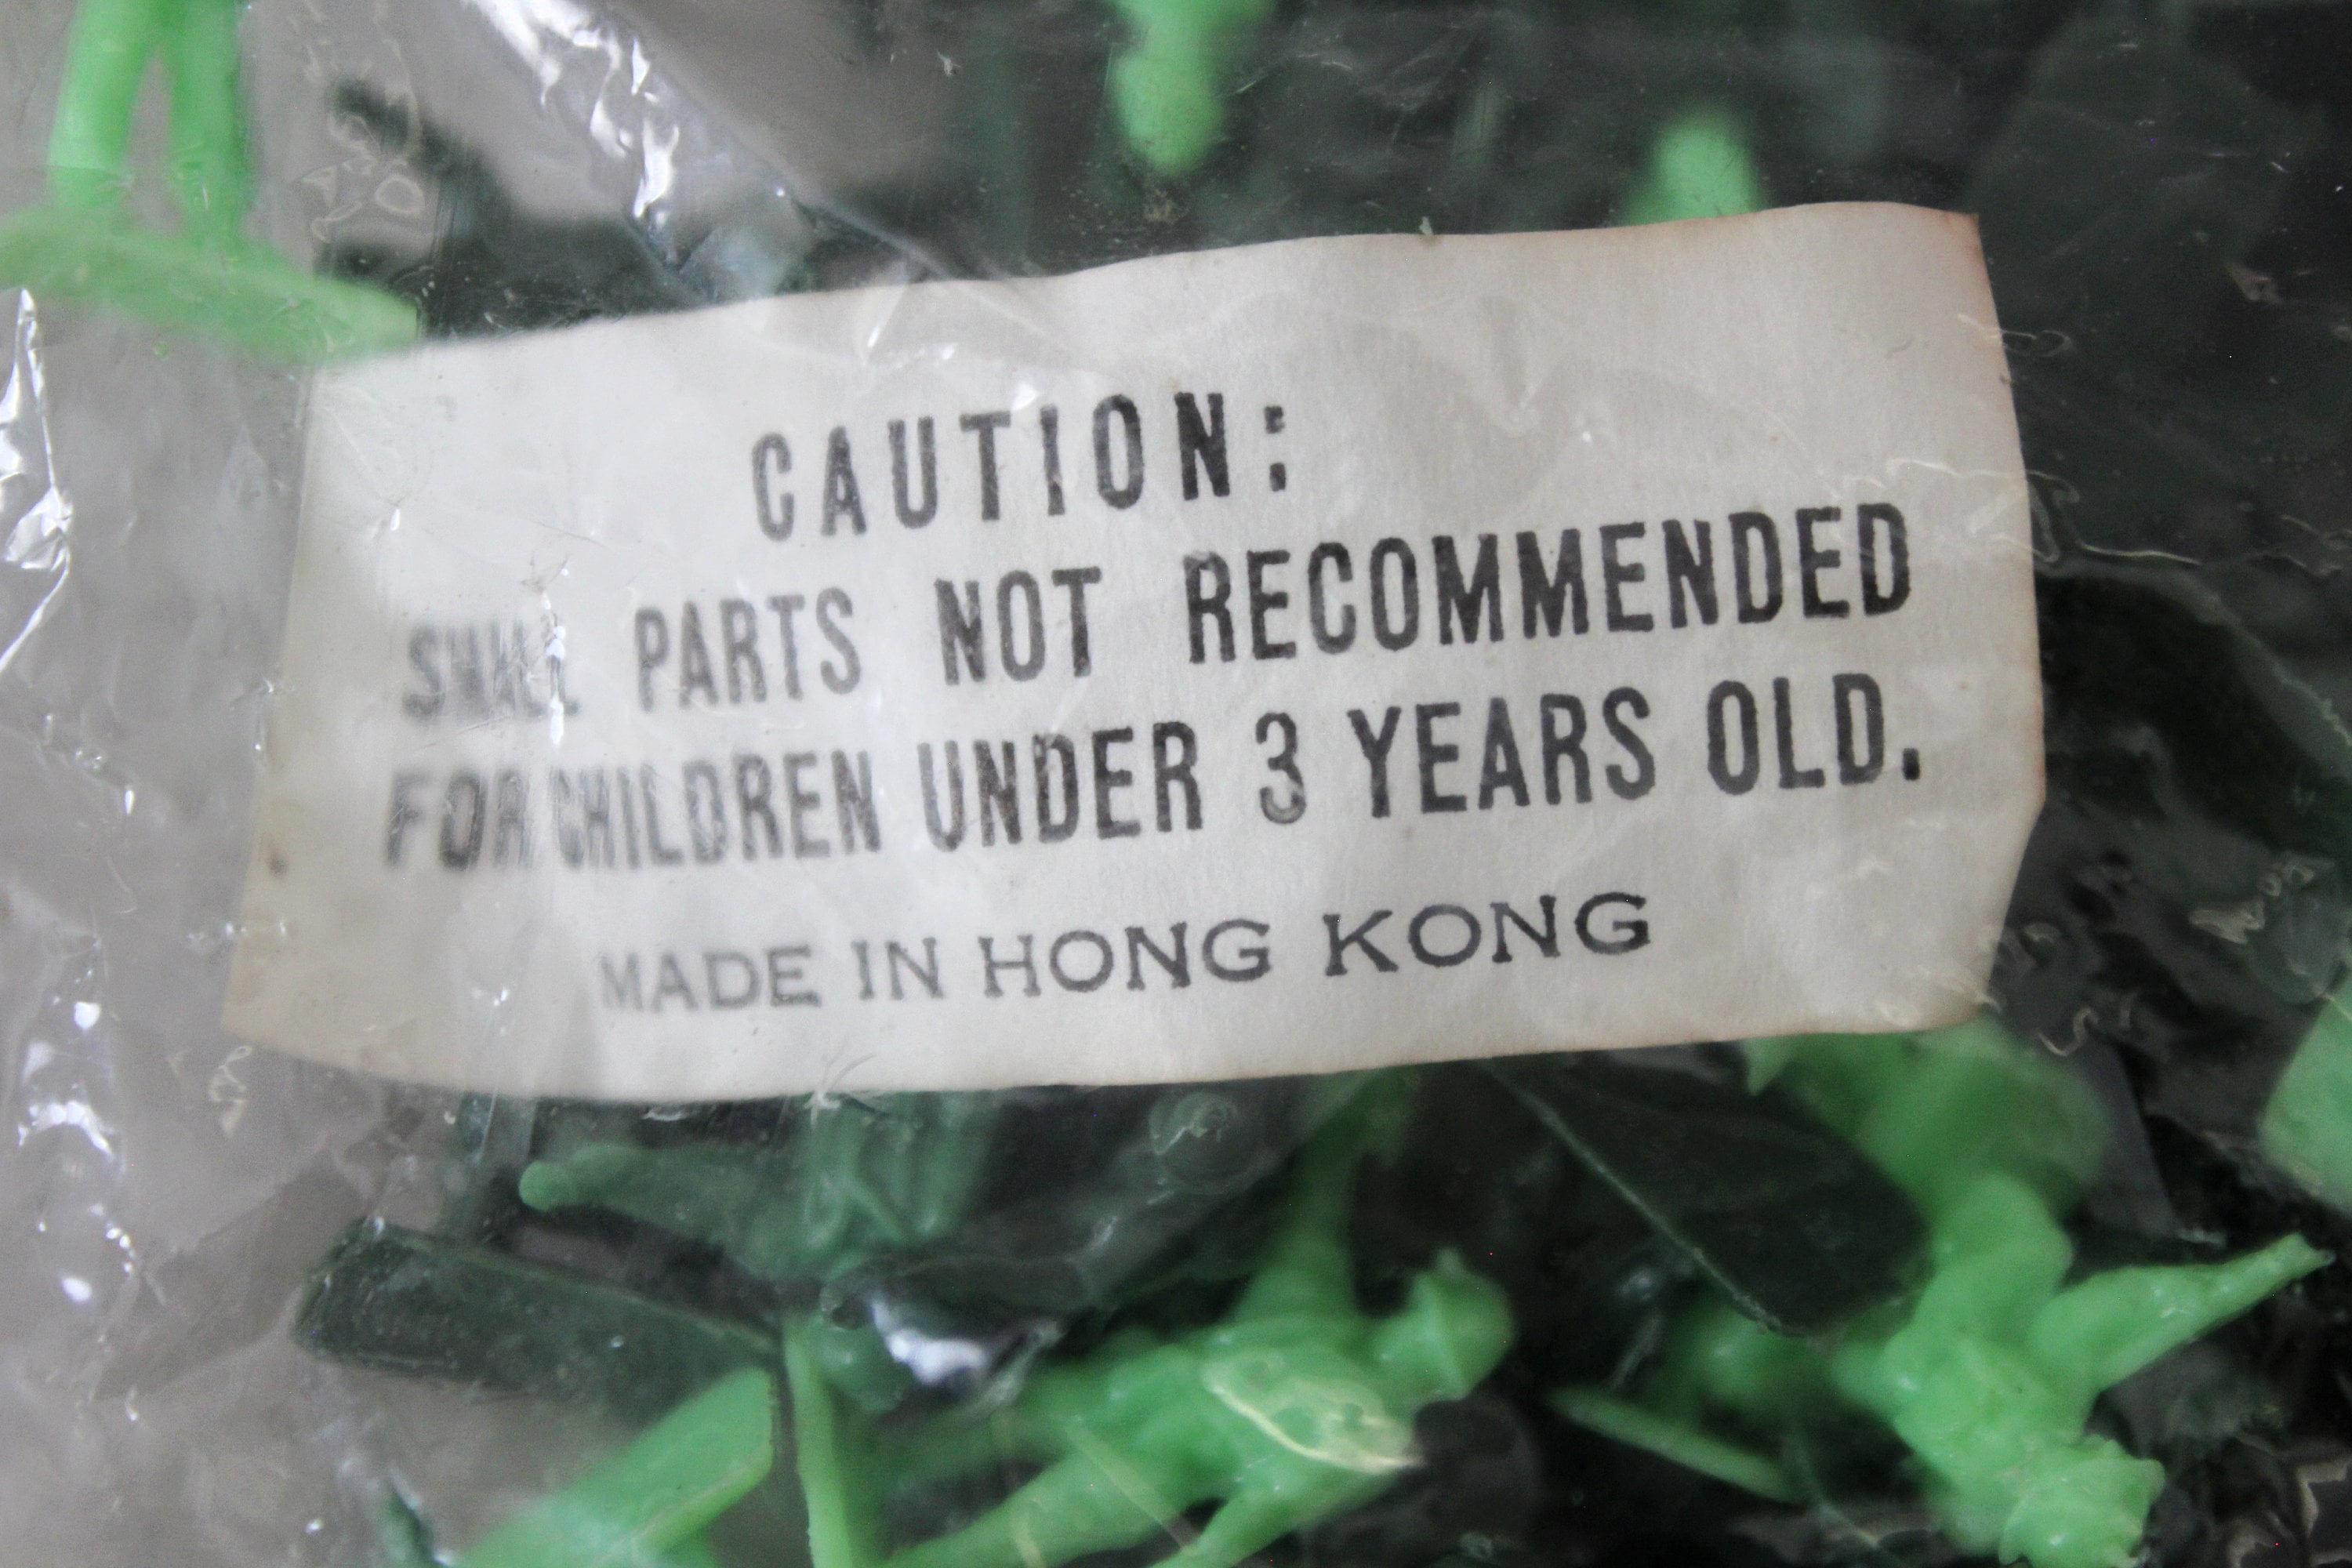 CAUTION:
SMALL PARTS NOT RECOMMENDED
FOR CHILDREN UNDER 3 YEARS OLD.
MADE IN HONG KONG